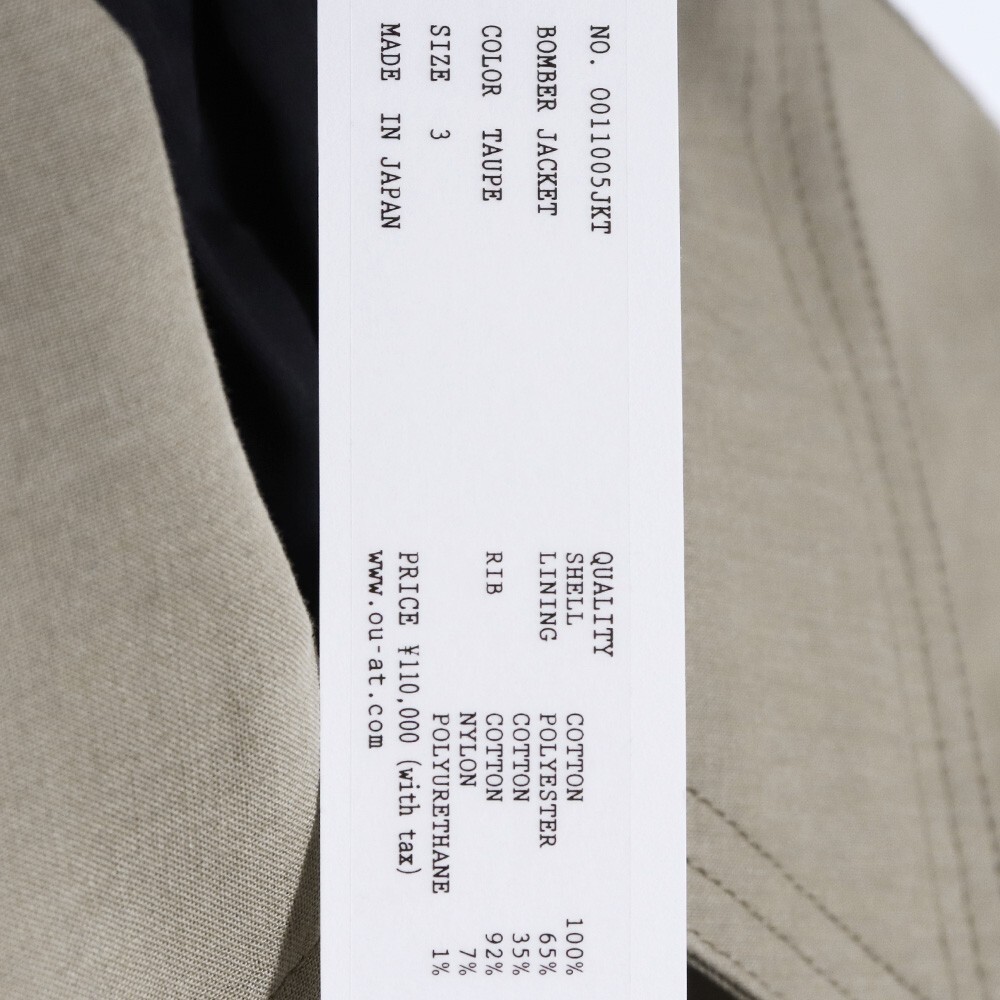 NO. 0011005JKT
BOMBER JACKET
COLOR TAUPE
SIZE 3
MADE IN JAPAN
QUALITY
SHELL COTTON 100%
LINING POLYESTER 65%
COTTON 35%
RIB COTTON 92%
NYLON 7%
POLYURETHANE 1%
PRICE ¥110,000 (with tax)
www.ou-at.com